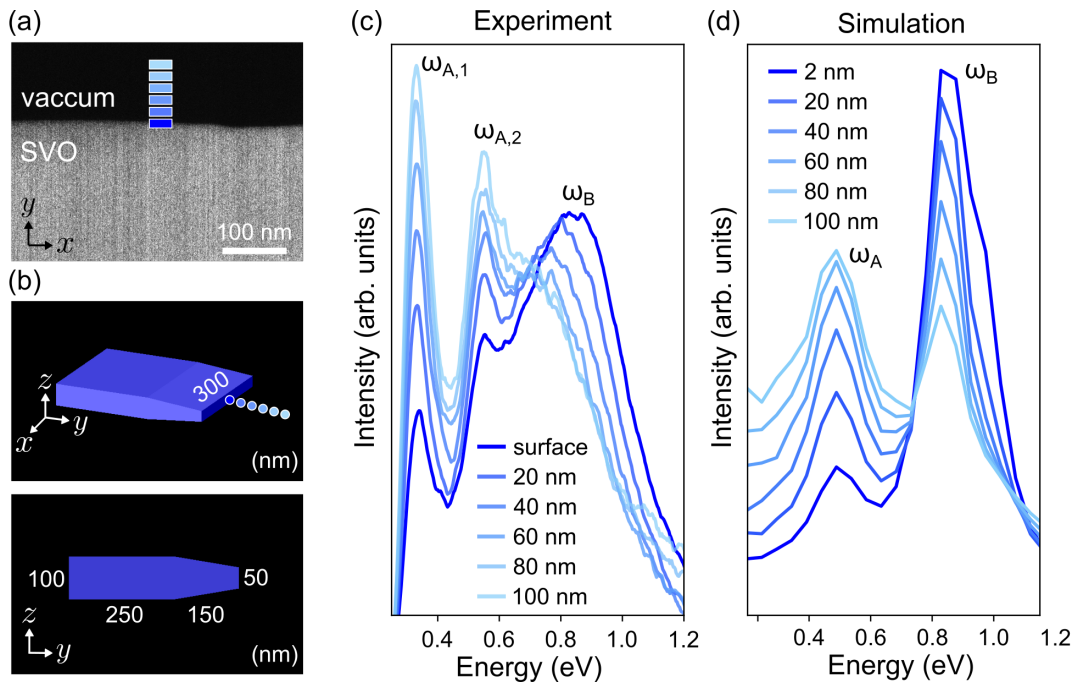 (a)
vaccum
SVO
y
x
100 nm
(b)
300
z
y
x
(nm)
100
50
250
150
z
y
(nm)
(c)
Experiment
ωA,1
ωA,2
ωB
Intensity (arb. units)
surface
20 nm
40 nm
60 nm
80 nm
100 nm
0.4
0.6
0.8
1.0
1.2
Energy (eV)
(d)
Simulation
2 nm
20 nm
40 nm
60 nm
80 nm
100 nm
ωB
ωA
Intensity (arb. units)
0.4
0.6
0.8
1.0
1.2
Energy (eV)